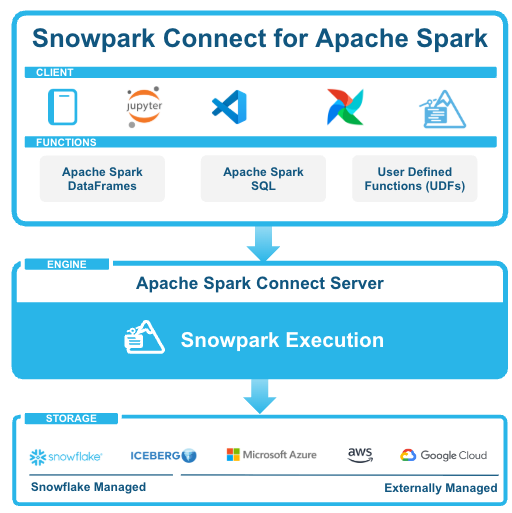 Snowpark Connect for Apache Spark
CLIENT
jupyter
FUNCTIONS
Apache Spark
DataFrames
Apache Spark
SQL
User Defined
Functions (UDFs)
ENGINE
Apache Spark Connect Server
Snowpark Execution
STORAGE
snowflake
ICEBERG
Microsoft Azure
aws
Google Cloud
Snowflake Managed
Externally Managed